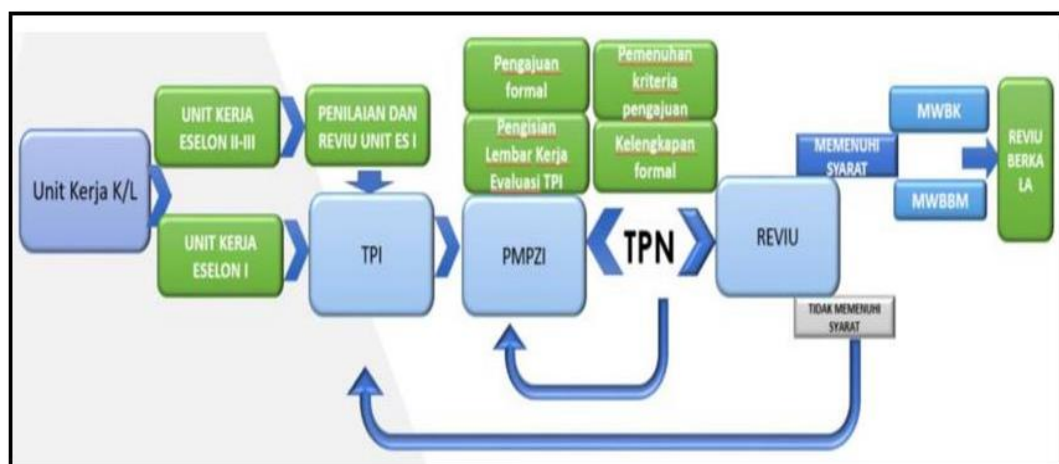 Unit Kerja K/L
UNIT KERJA
ESELON II-III
PENILAIAN DAN
REVIU UNIT ES I
UNIT KERJA
ESELON I
TPI
Pengajuan
formal
Pemenuhan
kriteria
pengajuan
Pengisian
Lembar Kerja
Evaluasi TPI
Kelengkapan
formal
PMPZI
TPN
REVIU
MEMENUHI
SYARAT
TIDAK MEMENUHI
SYARAT
MWBK
MWBBM
REVIU
BERKA
LA